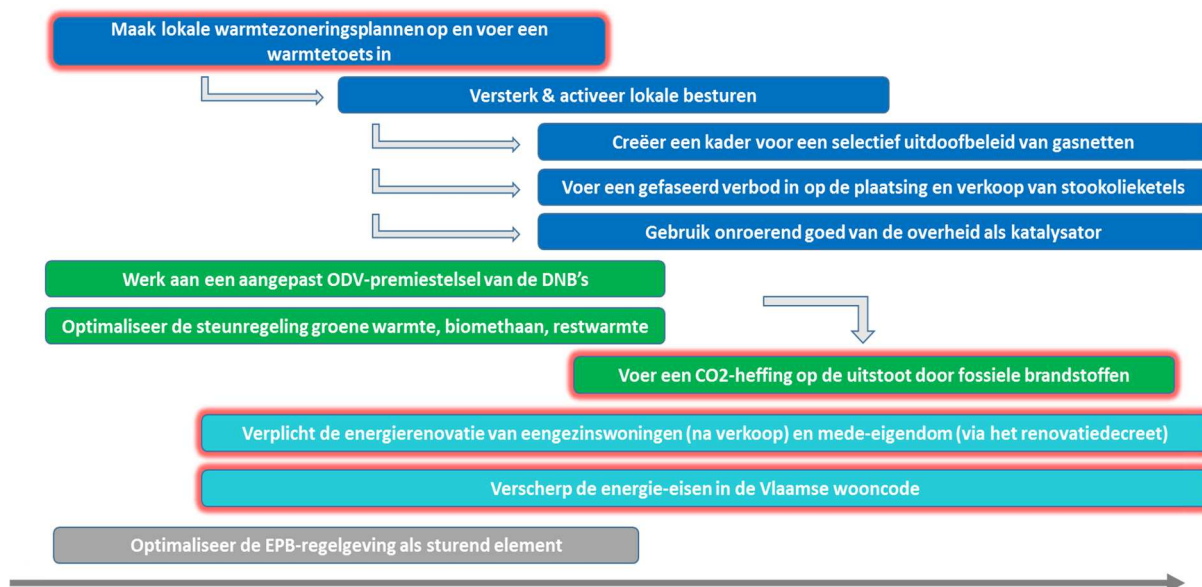 Maak lokale warmtezoneringsplannen op en voer een
warmtetoets in
Versterk & activeer lokale besturen
Creëer een kader voor een selectief uitdoofbeleid van gasnetten
Voer een gefaseerd verbod in op de plaatsing en verkoop van stookolieketels
Gebruik onroerend goed van de overheid als katalysator
Werk aan een aangepast ODV-premiestelsel van de DNB’s
Optimaliseer de steunregeling groene warmte, biomethaan, restwarmte
Voer een CO2-heffing op de uitstoot door fossiele brandstoffen
Verplicht de energierenovatie van eengezinswoningen (na verkoop) en mede-eigendom (via het renovatiedecreet)
Verscherp de energie-eisen in de Vlaamse wooncode
Optimaliseer de EPB-regelgeving als sturend element